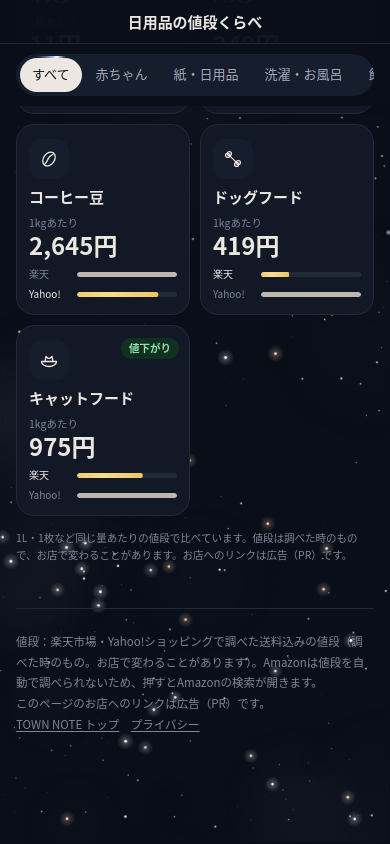 日用品の値段くらべ
すべて
赤ちゃん
紙・日用品
洗濯・お風呂
コーヒー豆
1kgあたり
2,645円
楽天
Yahoo!
ドッグフード
1kgあたり
419円
楽天
Yahoo!
値下がり
キャットフード
1kgあたり
975円
楽天
Yahoo!
1L・1枚など同じ量あたりの値段で比べています。値段は調べた時のもの
で、お店で変わることがあります。お店へのリンクは広告（PR）です。
値段：楽天市場・Yahoo!ショッピングで調べた送料込みの値段（調
べた時のもの。お店で変わることがあります）。Amazonは値段を自
動で調べられないため、押すとAmazonの検索が開きます。
このページのお店へのリンクは広告（PR）です。
TOWN NOTE トップ プライバシー